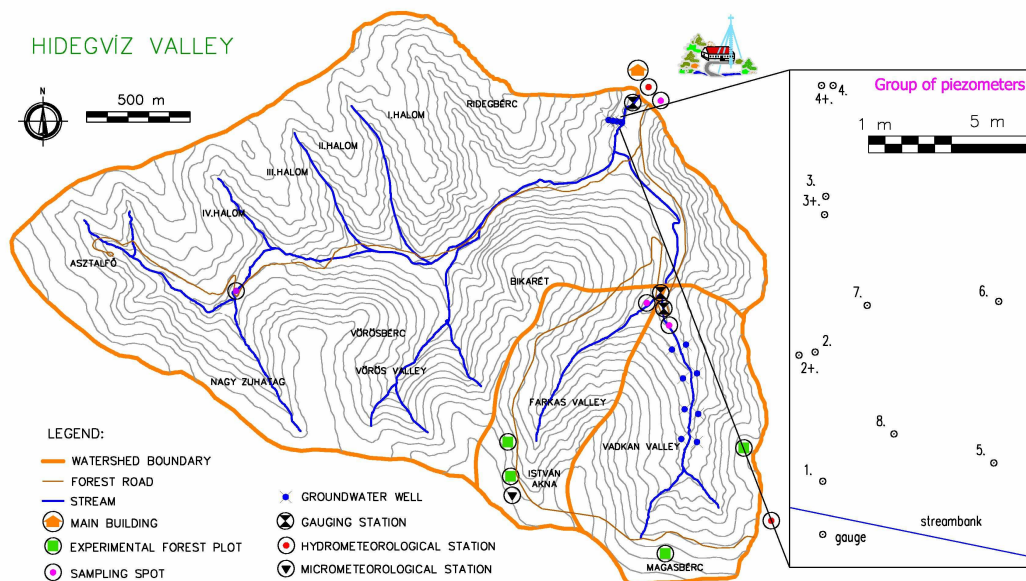 HIDEGVÍZ VALLEY
N
500 m
RIDEGBÉRC
I.HALOM
II.HALOM
III.HALOM
IV.HALOM
ASZTALFŐ
BIKARÉT
VÖRÖSBÉRC
VÖRÖS VALLEY
NAGY ZUHATAG
FARKAS VALLEY
VADKAN VALLEY
ISTVÁN
AKNA
MAGASBÉRC
LEGEND:
WATERSHED BOUNDARY
FOREST ROAD
STREAM
MAIN BUILDING
EXPERIMENTAL FOREST PLOT
SAMPLING SPOT
GROUNDWATER WELL
GAUGING STATION
HYDROMETEOROLOGICAL STATION
MICROMETEOROLOGICAL STATION
Group of piezometers
4+. 4.
1 m 5 m
3.
3+.
7. 6.
2.
2+.
8.
5.
1.
streambank
gauge